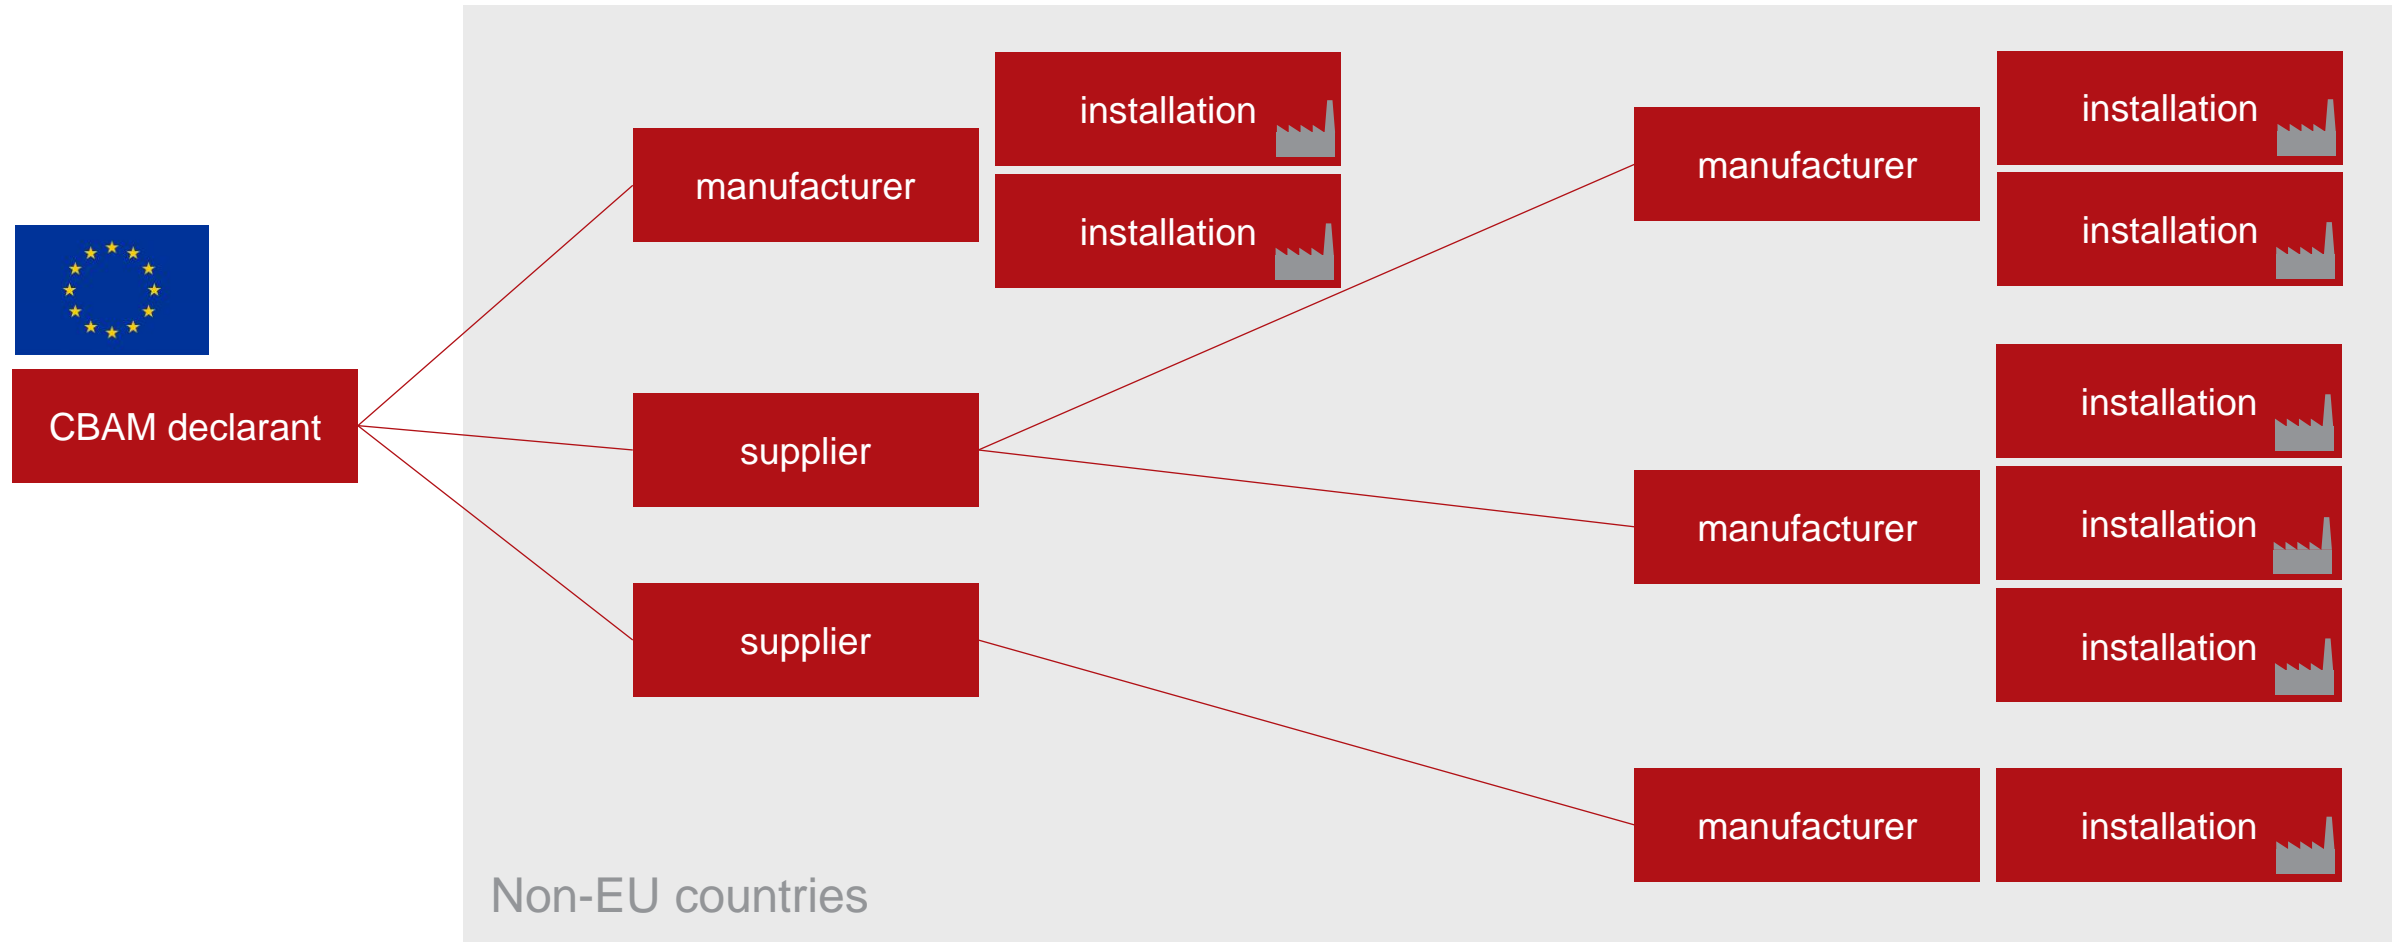 CBAM declarant
manufacturer
installation
installation
supplier
supplier
manufacturer
installation
installation
manufacturer
installation
installation
installation
manufacturer
installation
Non-EU countries